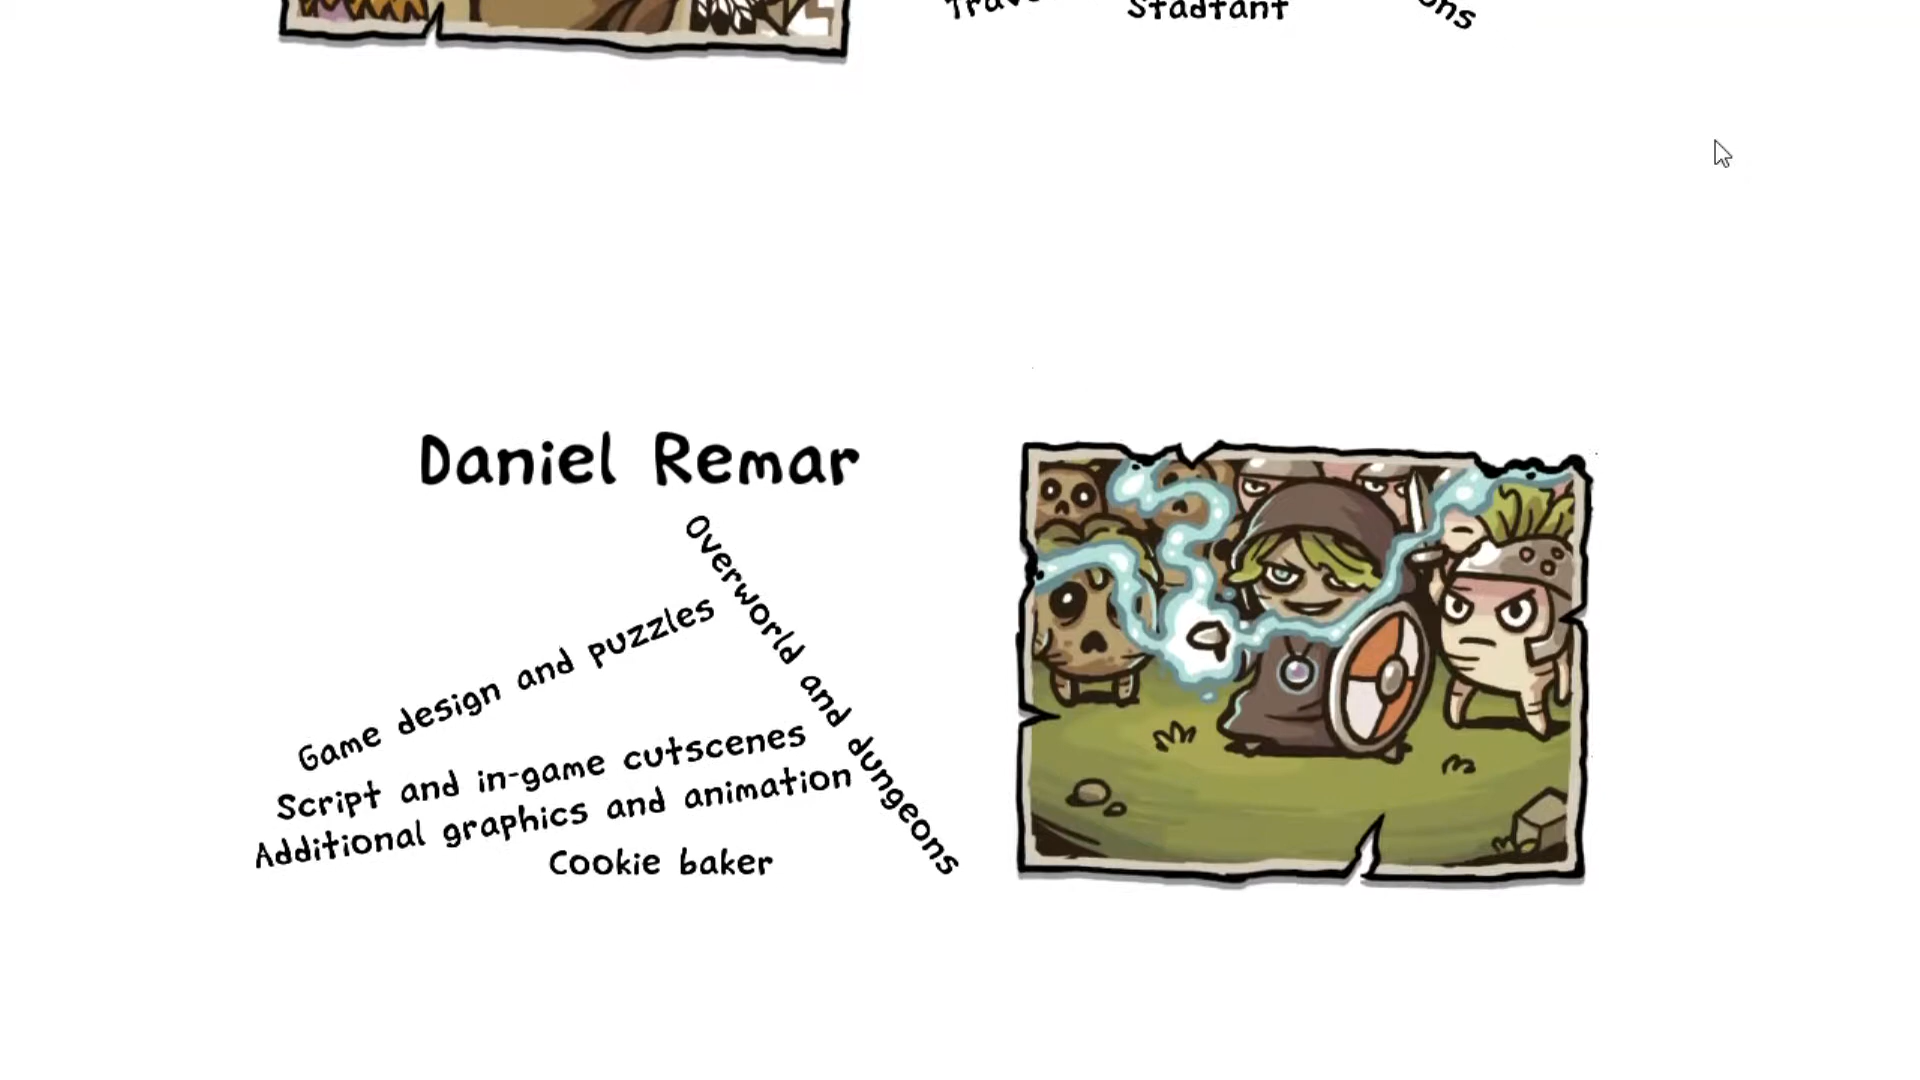 Stadtant
Daniel Remar
Overworld and dungeons
Game design and puzzles
Script and in-game cutscenes
Additional graphics and animation
Cookie baker